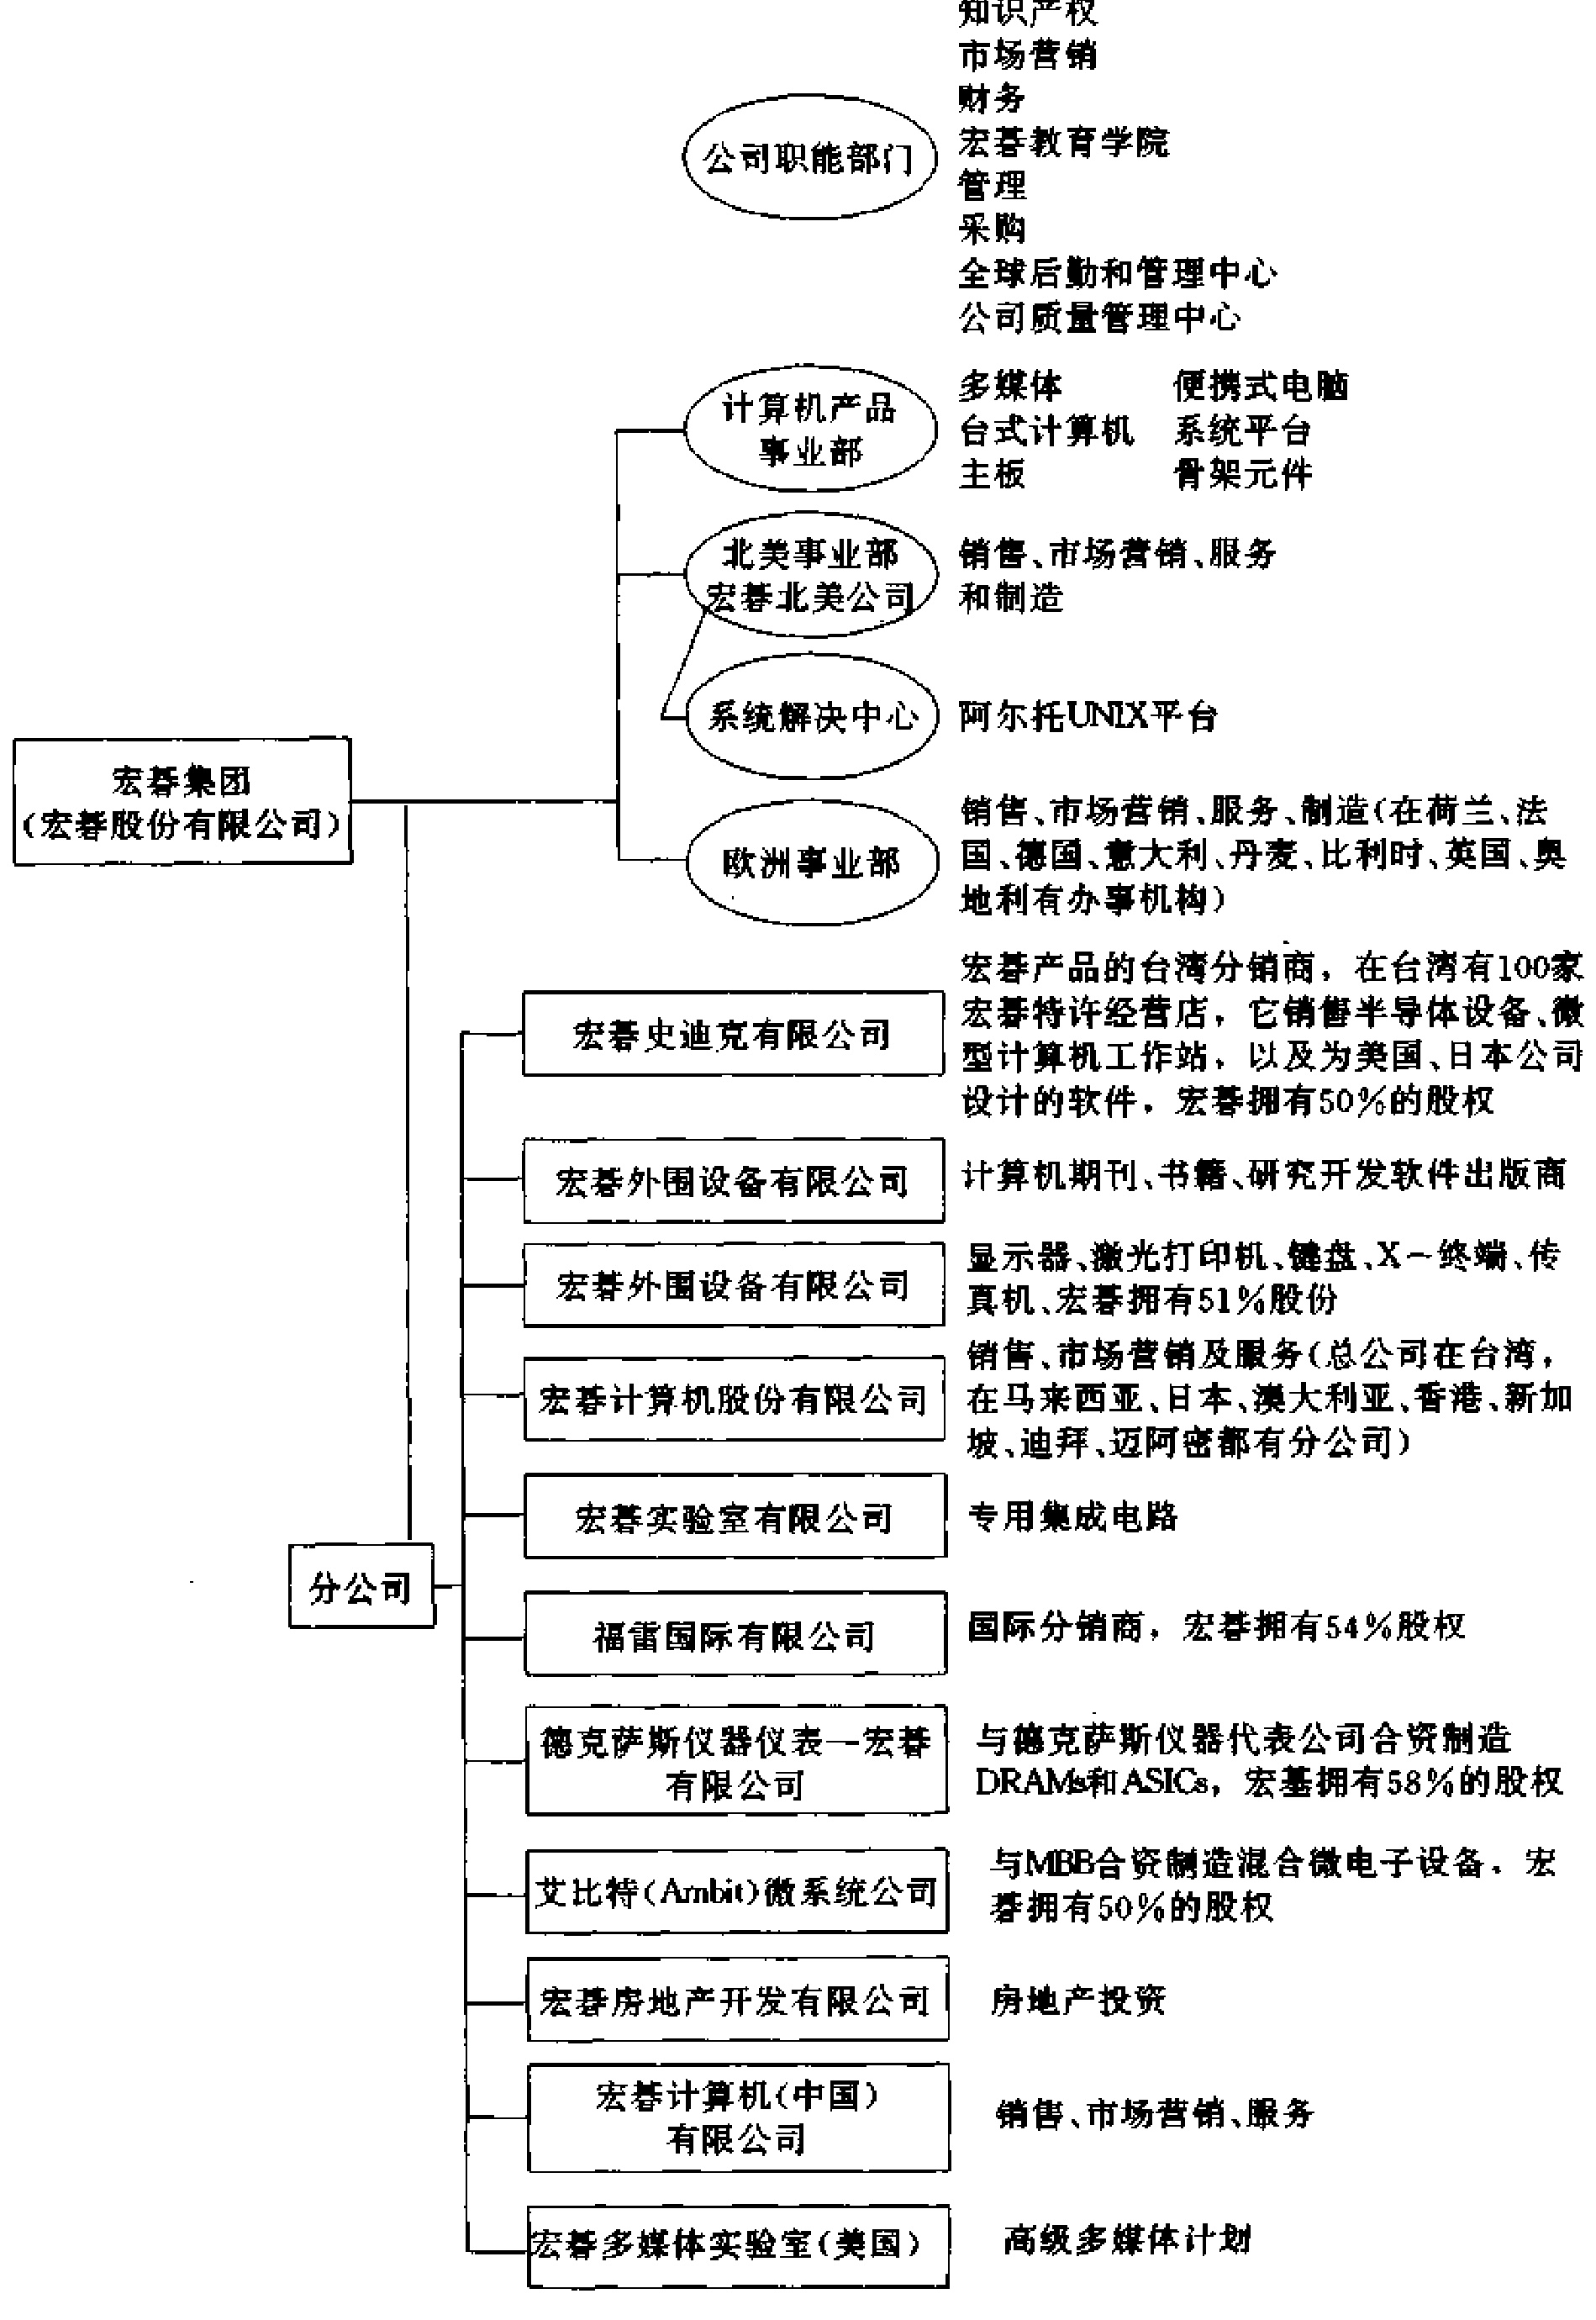 知识产权
市场营销
财务
宏碁教育学院
管理
采购
全球后勤和管理中心
公司质量管理中心
公司职能部门
计算机产品
事业部
多媒体 便携式电脑
台式计算机 系统平台
主板 骨架元件
北美事业部
宏碁北美公司
销售、市场营销、服务
和制造
系统解决中心
阿尔托UNIX平台
宏碁集团
(宏碁股份有限公司)
欧洲事业部
销售、市场营销、服务、制造(在荷兰、法
国、德国、意大利、丹麦、比利时、英国、奥
地利有办事机构)
宏碁史迪克有限公司
宏碁产品的台湾分销商，在台湾有100家
宏碁特许经营店，它销售半导体设备、微
型计算机工作站，以及为美国、日本公司
设计的软件，宏碁拥有50%的股权
宏碁外围设备有限公司
计算机期刊、书籍、研究开发软件出版商
宏碁外围设备有限公司
显示器、激光打印机、键盘、X－终端、传
真机、宏碁拥有51%股份
宏碁计算机股份有限公司
销售、市场营销及服务(总公司在台湾，
在马来西亚、日本、澳大利亚、香港、新加
坡、迪拜、迈阿密都有分公司)
宏碁实验室有限公司
专用集成电路
分公司
福雷国际有限公司
国际分销商，宏碁拥有54%股权
德克萨斯仪器仪表—宏碁
有限公司
与德克萨斯仪器代表公司合资制造
DRAMs和ASICs，宏基拥有58%的股权
艾比特(Ambit)微系统公司
与MBB合资制造混合微电子设备，宏
碁拥有50%的股权
宏碁房地产开发有限公司
房地产投资
宏碁计算机(中国)
有限公司
销售、市场营销、服务
宏碁多媒体实验室(美国)
高级多媒体计划